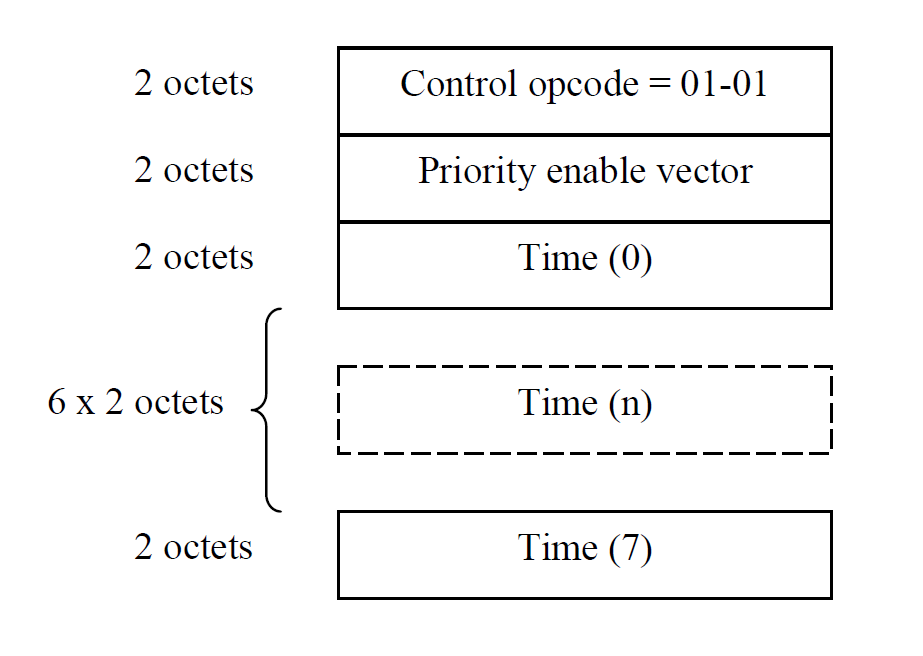 2 octets Control opcode = 01-01
2 octets Priority enable vector
2 octets Time (0)
6 x 2 octets Time (n)
2 octets Time (7)